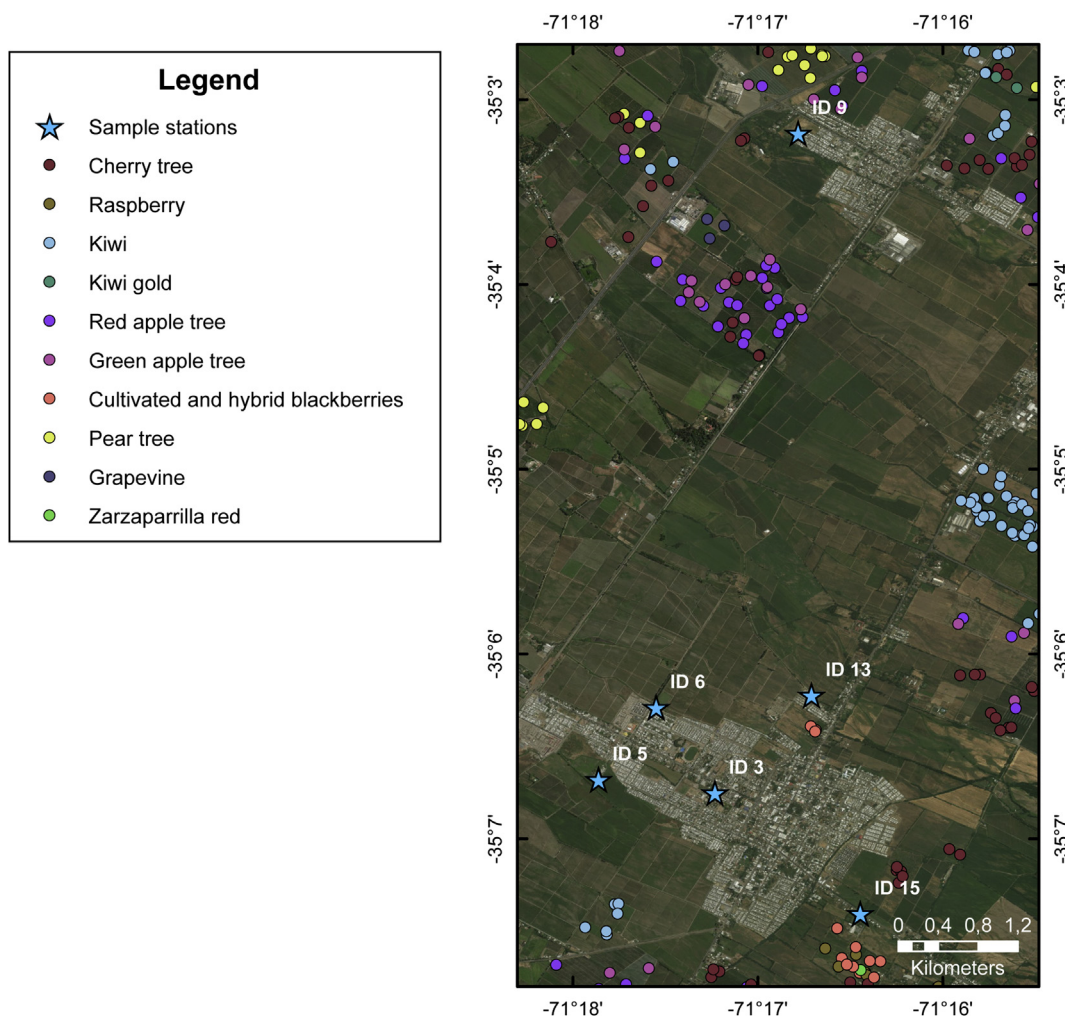 Legend
Sample stations
Cherry tree
Raspberry
Kiwi
Kiwi gold
Red apple tree
Green apple tree
Cultivated and hybrid blackberries
Pear tree
Grapevine
Zarzaparrilla red
-71°18' -71°17' -71°16'
-35°3' -35°3'
ID 9
-35°4' -35°4'
-35°5' -35°5'
-35°6' -35°6'
ID 13
ID 6
ID 5
ID 3
-35°7' -35°7'
ID 15
0 0,4 0,8 1,2
Kilometers
-71°18' -71°17' -71°16'